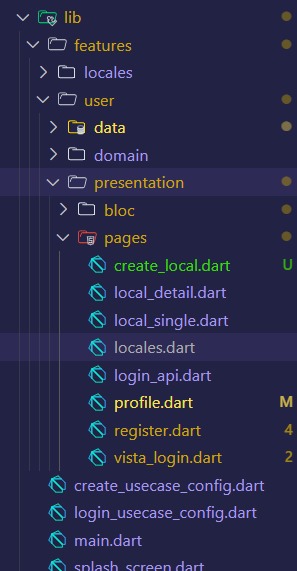 lib
features
locales
user
data
domain
presentation
bloc
pages
create_local.dart U
local_detail.dart
local_single.dart
locales.dart
login_api.dart
profile.dart M
register.dart 4
vista_login.dart 2
create_usecase_config.dart
login_usecase_config.dart
main.dart
splash_screen.dart